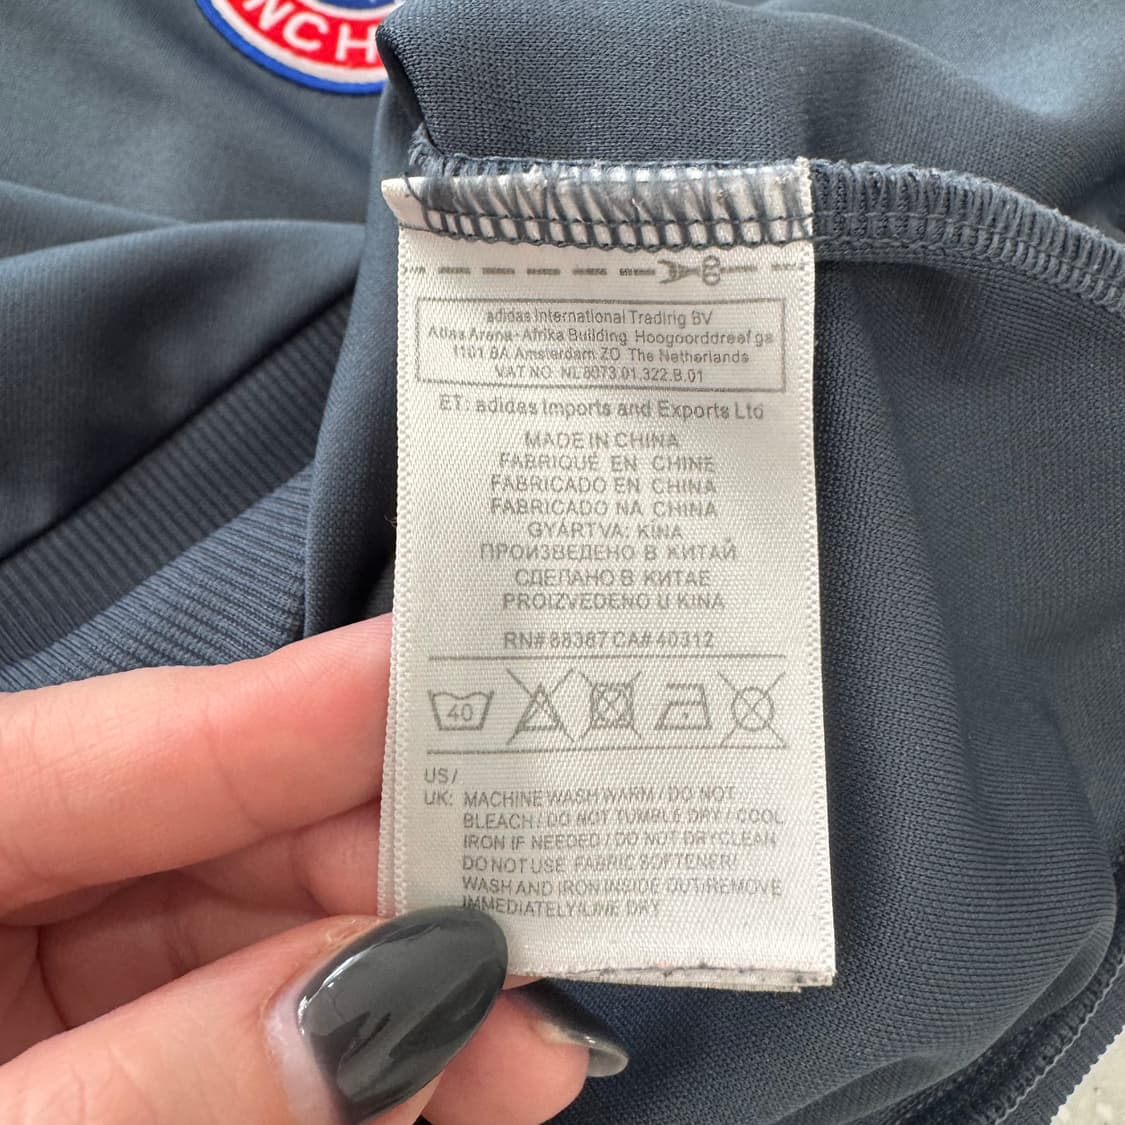 NCH
adidas International Trading BV
Atlas Arena-Afrika Building Hoogoorddreef 9a
1101 BA Amsterdam ZO The Netherlands
VAT NO: NL8073.01.322.B.01
ET: adidas Imports and Exports Ltd
MADE IN CHINA
FABRIQUÉ EN CHINE
FABRICADO EN CHINA
FABRICADO NA CHINA
GYÁRTVA: KÍNA
ПРОИЗВЕДЕНО В КИТАЙ
СДЕЛАНО В КИТАЕ
PROIZVEDENO U KINA
RN# 88387 CA# 40312
40
US/
UK: MACHINE WASH WARM / DO NOT
BLEACH / DO NOT TUMBLE DRY / COOL
IRON IF NEEDED / DO NOT DRYCLEAN
DO NOT USE FABRIC SOFTENER/
WASH AND IRON INSIDE OUT/REMOVE
IMMEDIATELY/LINE DRY